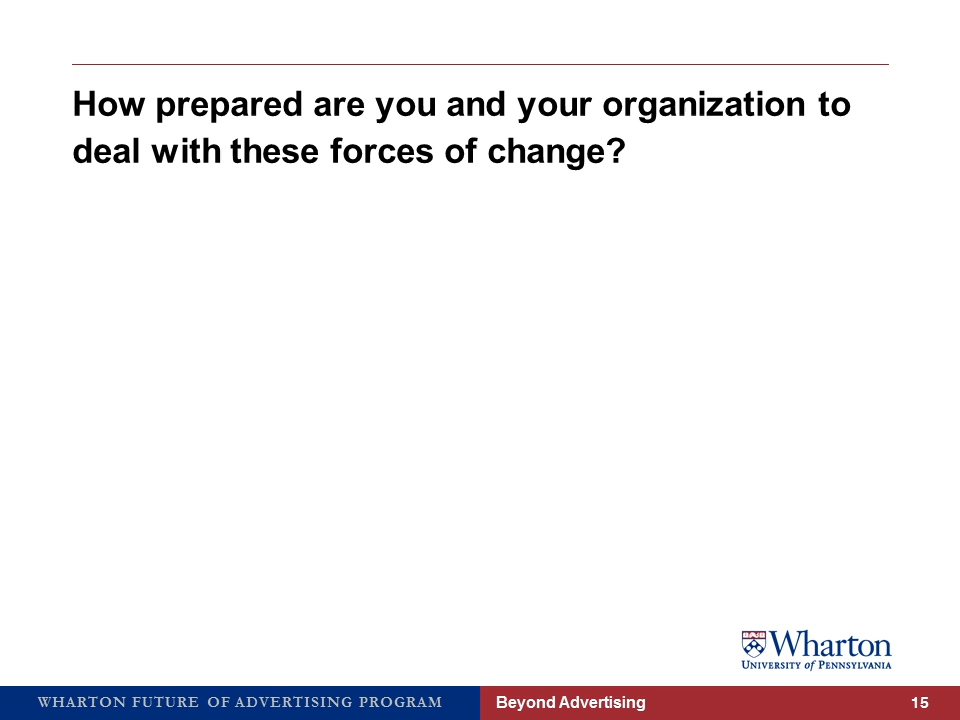 How prepared are you and your organization to
deal with these forces of change?
Wharton
UNIVERSITY of PENNSYLVANIA
WHARTON FUTURE OF ADVERTISING PROGRAM
Beyond Advertising
15